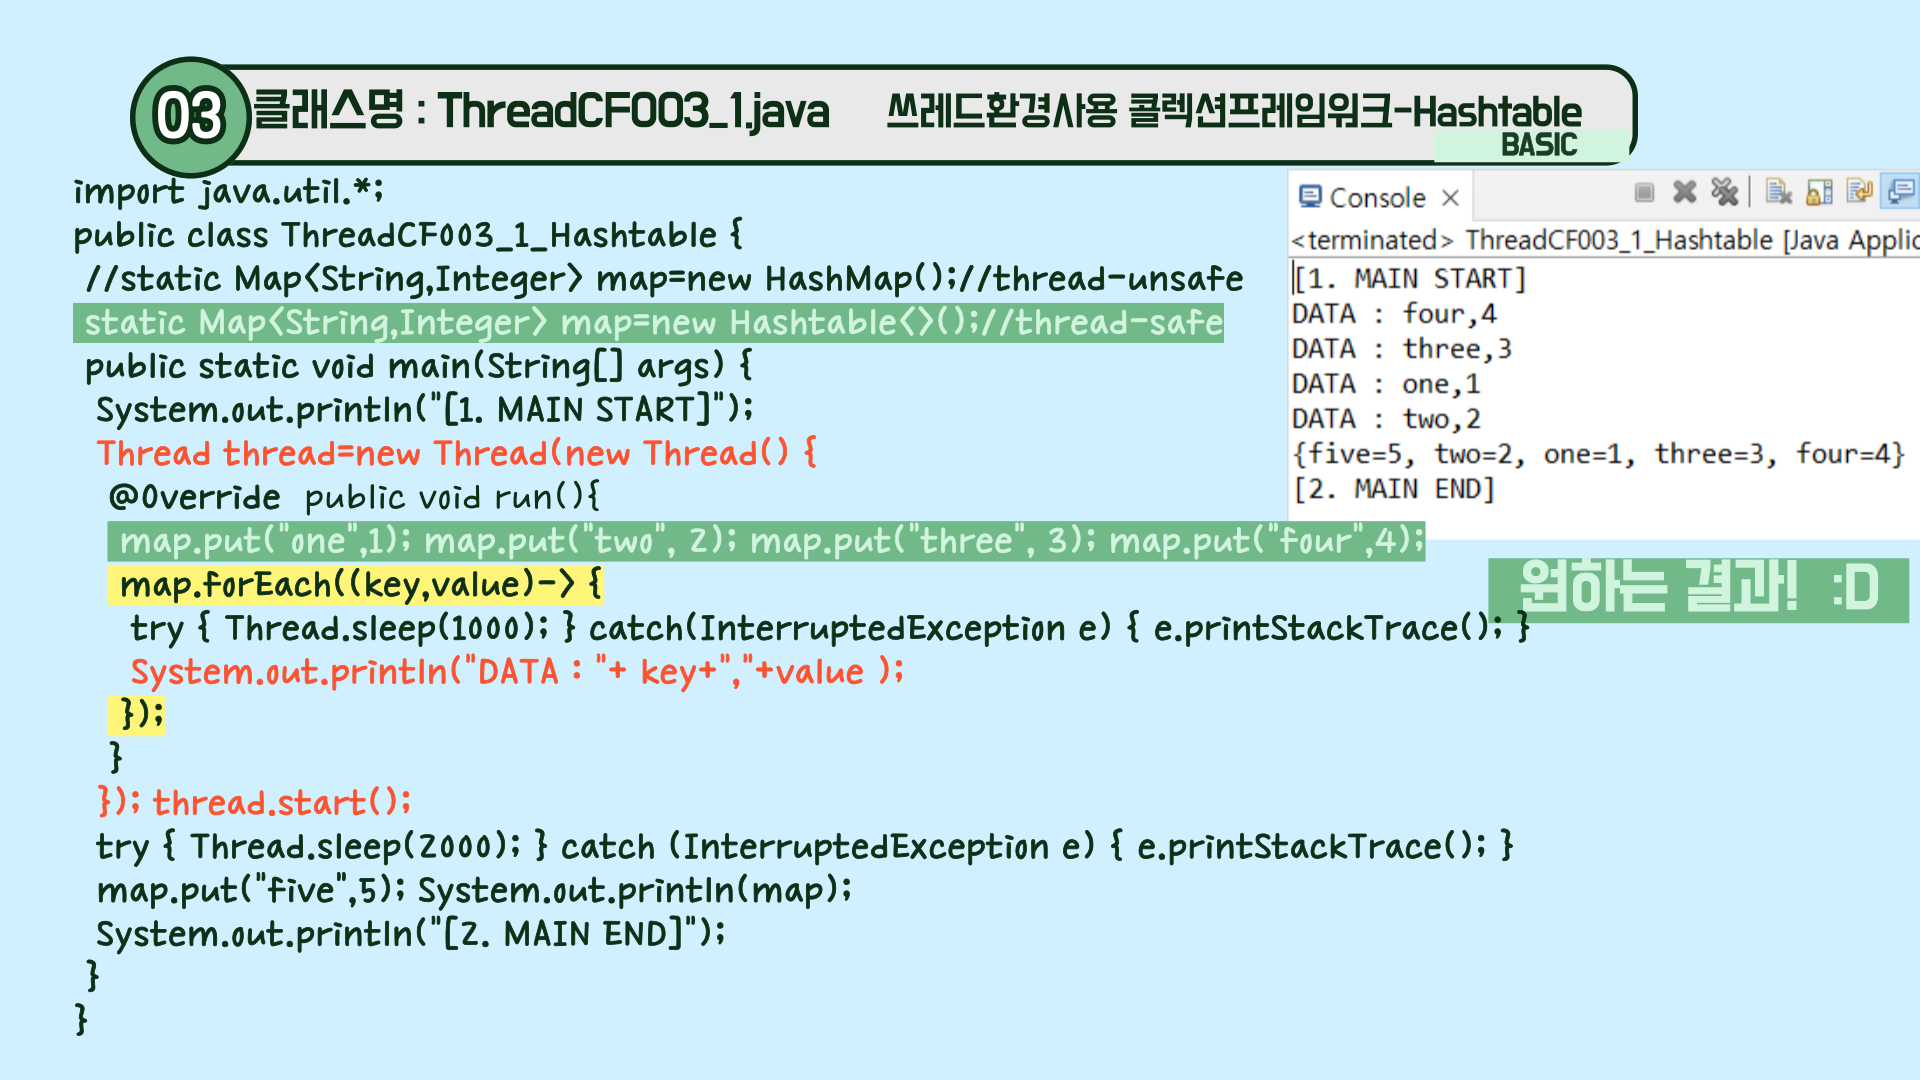 03
클래스명 : ThreadCF003_1.java 쓰레드환경사용 콜렉션프레임워크-Hashtable
BASIC
import java.util.*;
public class ThreadCF003_1_Hashtable {
//static Map<String,Integer> map=new HashMap();//thread-unsafe
static Map<String,Integer> map=new Hashtable<>();//thread-safe
public static void main(String[] args) {
System.out.println("[1. MAIN START]");
Thread thread=new Thread(new Thread() {
@Override public void run(){
map.put("one",1); map.put("two", 2); map.put("three", 3); map.put("four",4);
map.forEach((key,value)-> {
try { Thread.sleep(1000); } catch(InterruptedException e) { e.printStackTrace(); }
System.out.println("DATA : "+ key+","+value );
});
}
}); thread.start();
try { Thread.sleep(2000); } catch (InterruptedException e) { e.printStackTrace(); }
map.put("five",5); System.out.println(map);
System.out.println("[2. MAIN END]");
}
}
Console
<terminated> ThreadCF003_1_Hashtable [Java Applic
[1. MAIN START]
DATA : four,4
DATA : three,3
DATA : one,1
DATA : two,2
{five=5, two=2, one=1, three=3, four=4}
[2. MAIN END]
원하는 결과! :D